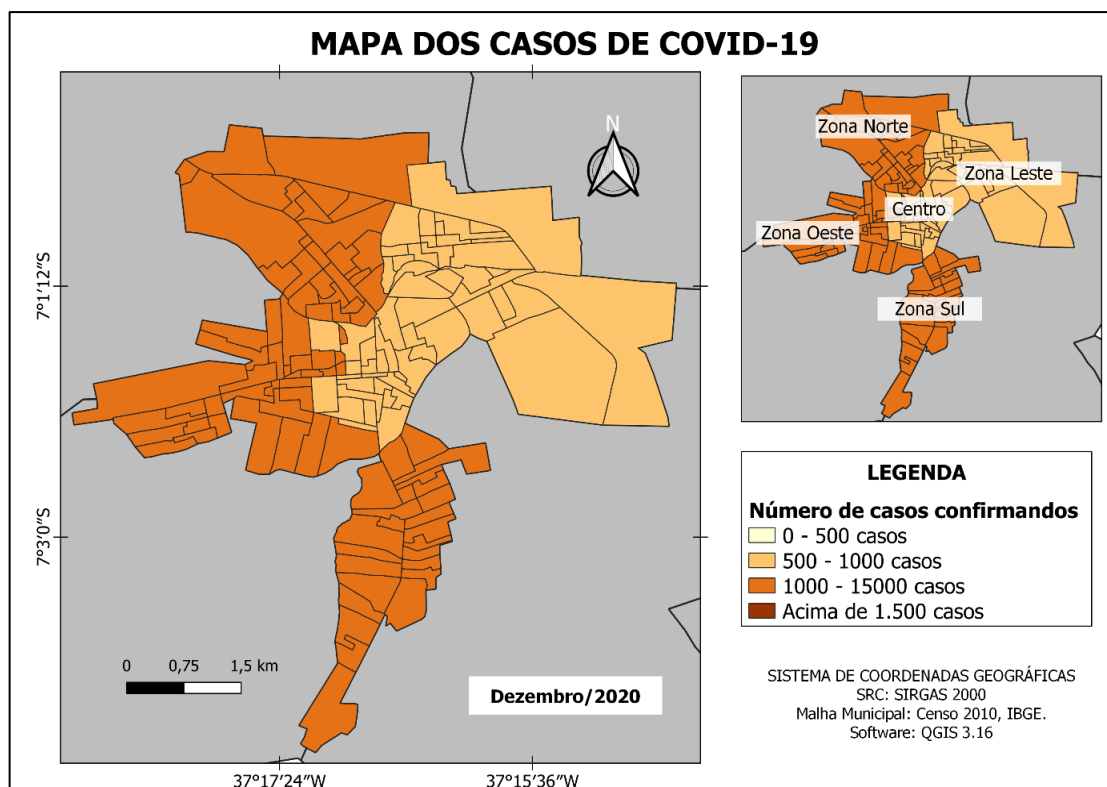 MAPA DOS CASOS DE COVID-19
N
7°1'12"S
7°3'0"S
0 0,75 1,5 km
Dezembro/2020
37°17'24"W 37°15'36"W
Zona Norte
Zona Leste
Centro
Zona Oeste
Zona Sul
LEGENDA
Número de casos confirmandos
0 - 500 casos
500 - 1000 casos
1000 - 15000 casos
Acima de 1.500 casos
SISTEMA DE COORDENADAS GEOGRÁFICAS
SRC: SIRGAS 2000
Malha Municipal: Censo 2010, IBGE.
Software: QGIS 3.16